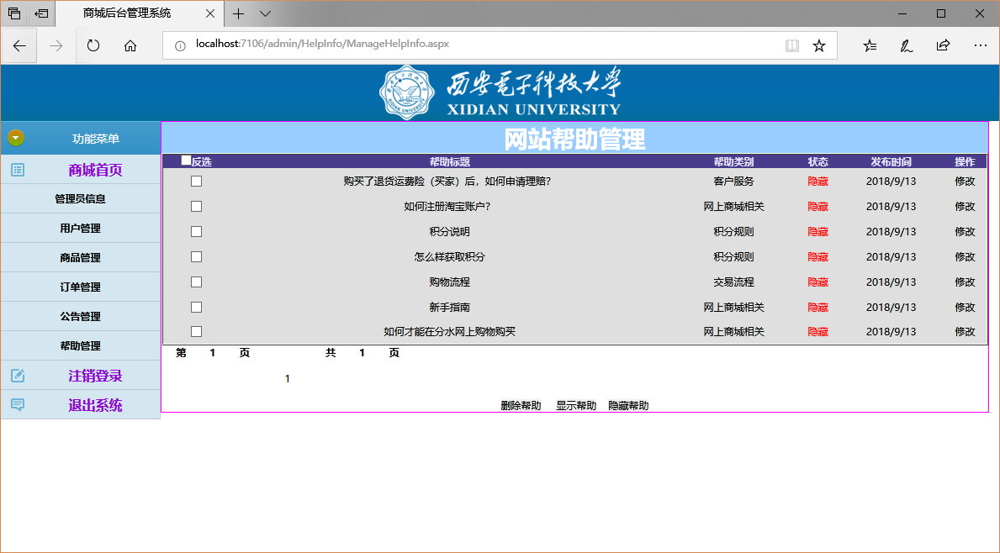 商城后台管理系统
localhost:7106/admin/HelpInfo/ManageHelpInfo.aspx
西安电子科技大学
XIDIAN UNIVERSITY
功能菜单
商城首页
管理员信息
用户管理
商品管理
订单管理
公告管理
帮助管理
注销登录
退出系统
网站帮助管理
反选 帮助标题 帮助类别 状态 发布时间 操作
购买了退货运费险（买家）后，如何申请理赔？ 客户服务 隐藏 2018/9/13 修改
如何注册淘宝账户？ 网上商城相关 隐藏 2018/9/13 修改
积分说明 积分规则 隐藏 2018/9/13 修改
怎么样获取积分 积分规则 隐藏 2018/9/13 修改
购物流程 交易流程 隐藏 2018/9/13 修改
新手指南 网上商城相关 隐藏 2018/9/13 修改
如何才能在分水网上购物购买 网上商城相关 隐藏 2018/9/13 修改
第 1 页 共 1 页
1
删除帮助 显示帮助 隐藏帮助